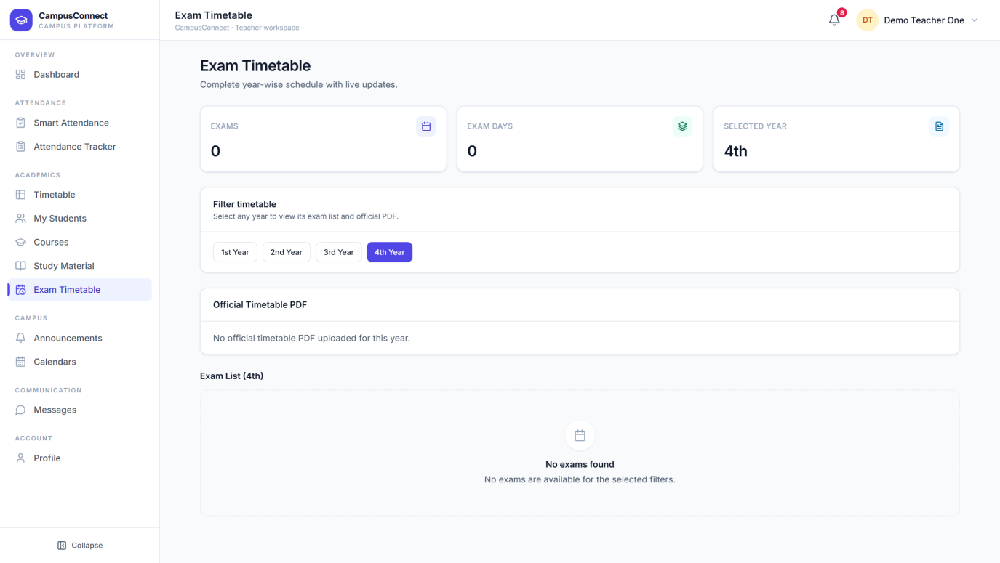 CampusConnect
CAMPUS PLATFORM
OVERVIEW
Dashboard
ATTENDANCE
Smart Attendance
Attendance Tracker
ACADEMICS
Timetable
My Students
Courses
Study Material
Exam Timetable
CAMPUS
Announcements
Calendars
COMMUNICATION
Messages
ACCOUNT
Profile
Collapse
Exam Timetable
CampusConnect · Teacher workspace
8
DT
Demo Teacher One
Exam Timetable
Complete year-wise schedule with live updates.
EXAMS
0
EXAM DAYS
0
SELECTED YEAR
4th
Filter timetable
Select any year to view its exam list and official PDF.
1st Year 2nd Year 3rd Year 4th Year
Official Timetable PDF
No official timetable PDF uploaded for this year.
Exam List (4th)
No exams found
No exams are available for the selected filters.